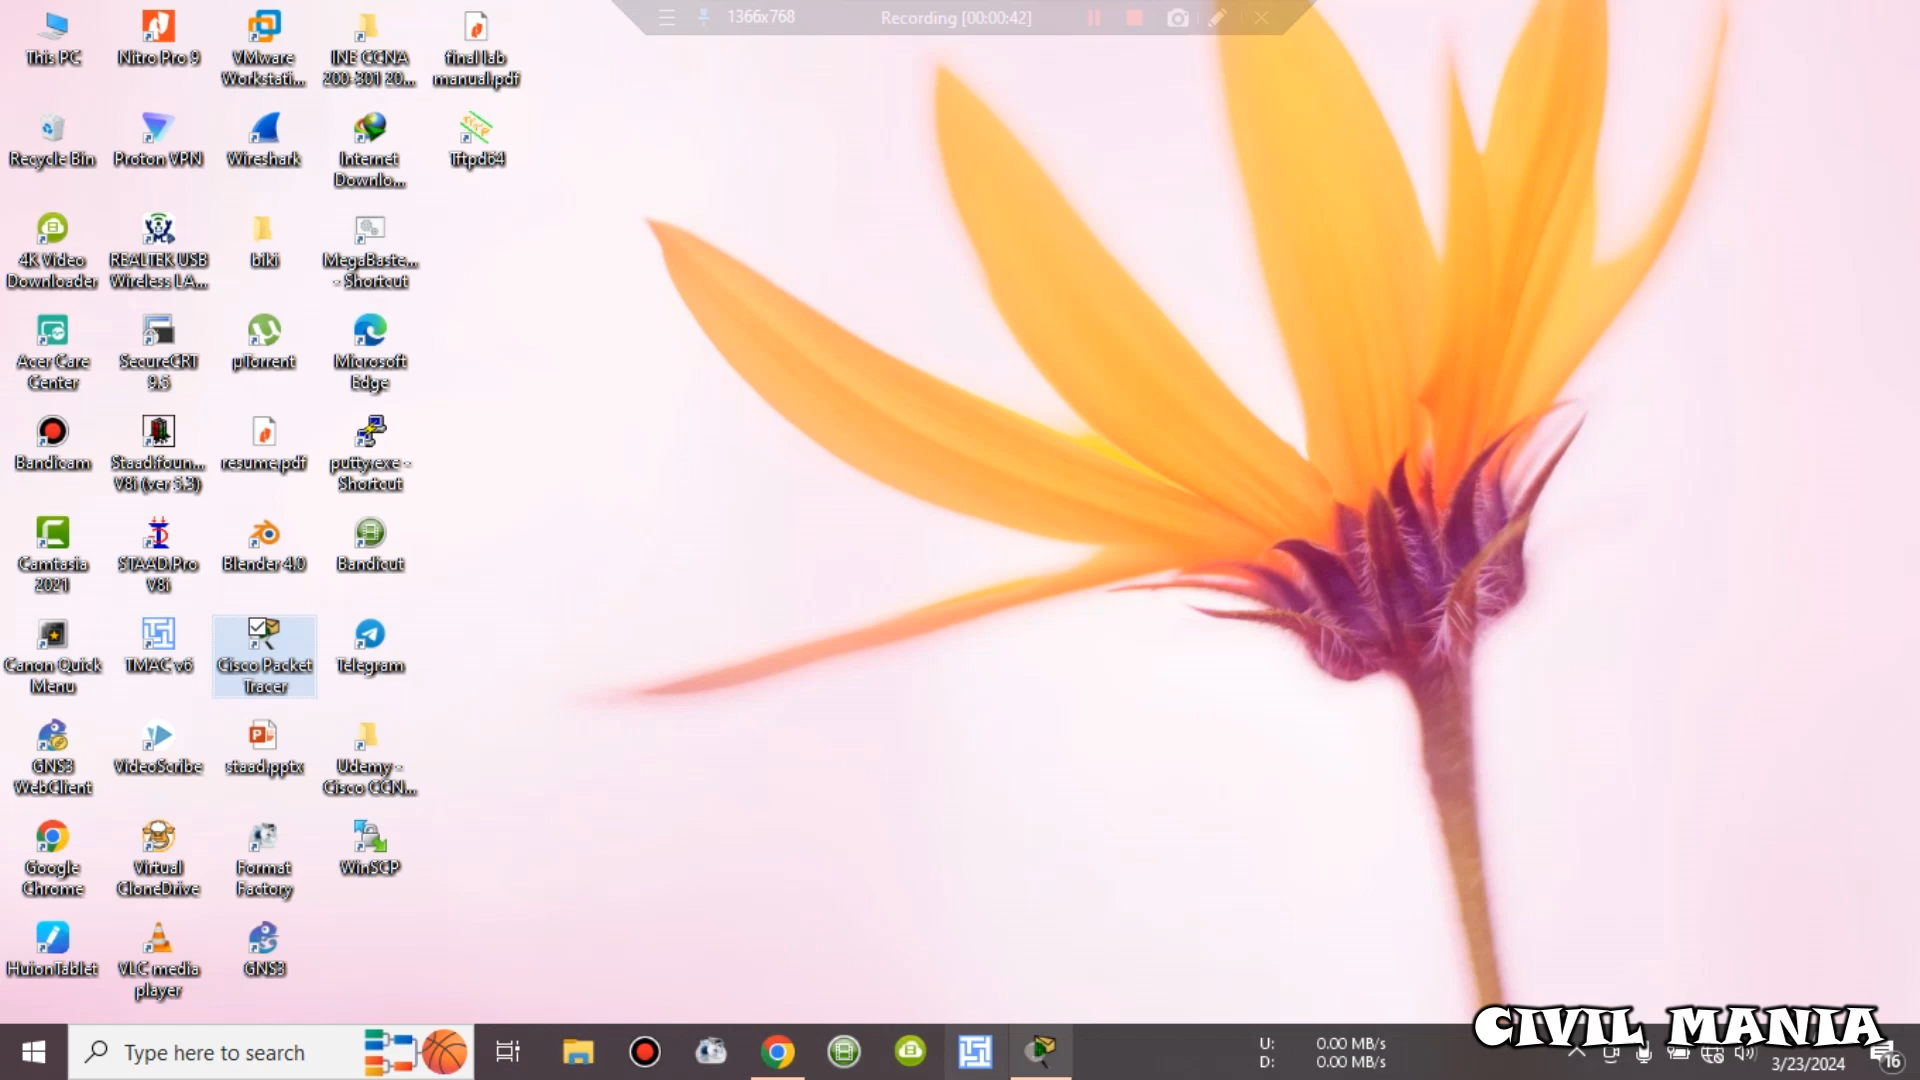 1366x768
Recording [00:00:42]
This PC
Nitro Pro 9
VMware
Workstati...
INE CCNA
200-301 20...
final lab
manual.pdf
Recycle Bin
Proton VPN
Wireshark
Internet
Downlo...
Tftpd64
4K Video
Downloader
REALTEK USB
Wireless LA...
biki
MegaBaste...
- Shortcut
Acer Care
Center
SecureCRT
9.5
µTorrent
Microsoft
Edge
Bandicam
Staad.foun...
V8i (ver 5.3)
resume.pdf
putty.exe -
Shortcut
Camtasia
2021
STAAD.Pro
V8i
Blender 4.0
Bandicut
Canon Quick
Menu
TMAC v6
Cisco Packet
Tracer
Telegram
GNS3
WebClient
VideoScribe
staad.pptx
Udemy -
Cisco CCN...
Google
Chrome
Virtual
CloneDrive
Format
Factory
WinSCP
HuionTablet
VLC media
player
GNS3
CIVIL MANIA
Type here to search
U: 0.00 MB/s
D: 0.00 MB/s
3/23/2024
16